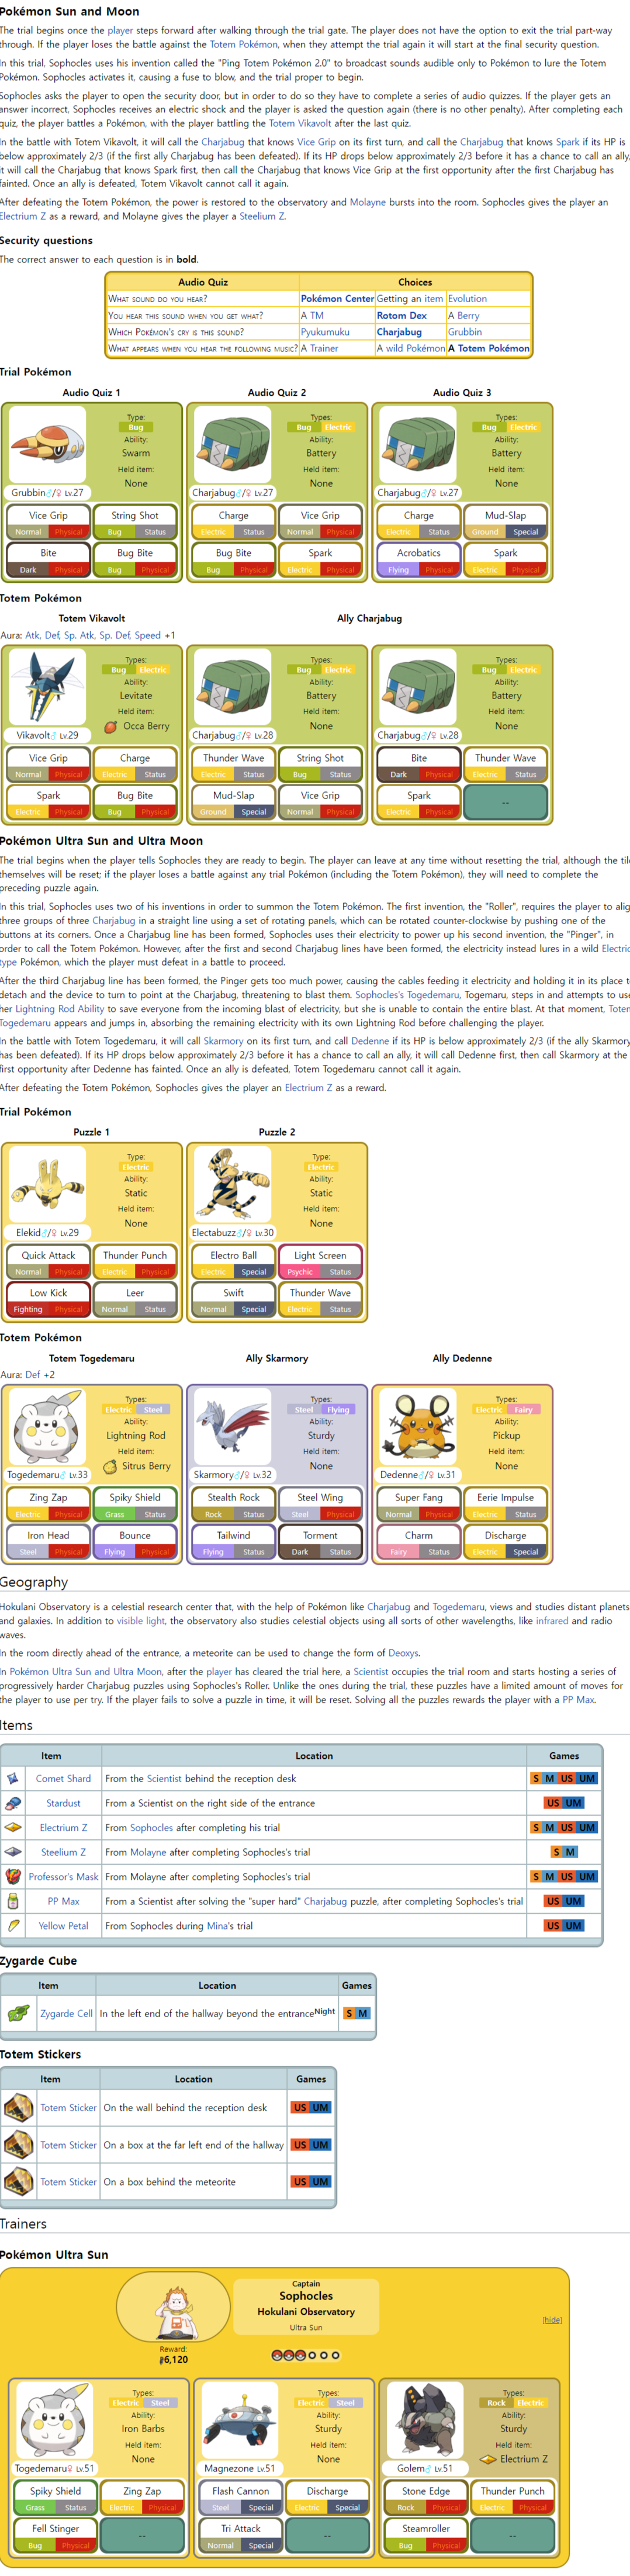 Pokémon Sun and Moon
The trial begins once the player steps forward after walking through the trial gate. The player does not have the option to exit the trial part-way
through. If the player loses the battle against the Totem Pokémon, when they attempt the trial again it will start at the final security question.
In this trial, Sophocles uses his invention called the "Ping Totem Pokémon 2.0" to broadcast sounds audible only to Pokémon to lure the Totem
Pokémon. Sophocles activates it, causing a fuse to blow, and the trial proper to begin.
Sophocles asks the player to open the security door, but in order to do so they have to complete a series of audio quizzes. If the player gets an
answer incorrect, Sophocles receives an electric shock and the player is asked the question again (there is no other penalty). After completing each
quiz, the player battles a Pokémon, with the player battling the Totem Vikavolt after the last quiz.
In the battle with Totem Vikavolt, it will call the Charjabug that knows Vice Grip on its first turn, and call the Charjabug that knows Spark if its HP is
below approximately 2/3 (if the first ally Charjabug has been defeated). If its HP drops below approximately 2/3 before it has a chance to call an ally,
it will call the Charjabug that knows Spark first, then call the Charjabug that knows Vice Grip at the first opportunity after the first Charjabug has
fainted. Once an ally is defeated, Totem Vikavolt cannot call it again.
After defeating the Totem Pokémon, the power is restored to the observatory and Molayne bursts into the room. Sophocles gives the player an
Electrium Z as a reward, and Molayne gives the player a Steelium Z.
Security questions
The correct answer to each question is in bold.
Audio Quiz Choices
What sound do you hear? Pokémon Center Getting an item Evolution
You hear this sound when you get what? A TM Rotom Dex A Berry
Which Pokémon's cry is this sound? Pyukumuku Charjabug Grubbin
What appears when you hear the following music? A Trainer A wild Pokémon A Totem Pokémon
Trial Pokémon
Audio Quiz 1 Audio Quiz 2 Audio Quiz 3
Type: Types: Types:
Bug Bug Electric Bug Electric
Ability: Ability: Ability:
Swarm Battery Battery
Held item: Held item: Held item:
None None None
Grubbin♂/♀ Lv.27 Charjabug♂/♀ Lv.27 Charjabug♂/♀ Lv.27
Vice Grip String Shot Charge Vice Grip Charge Mud-Slap
Normal Physical Bug Status Electric Status Normal Physical Electric Status Ground Special
Bite Bug Bite Bug Bite Spark Acrobatics Spark
Dark Physical Bug Physical Bug Physical Electric Physical Flying Physical Electric Physical
Totem Pokémon
Totem Vikavolt Ally Charjabug
Aura: Atk, Def, Sp. Atk, Sp. Def, Speed +1
Types: Types: Types:
Bug Electric Bug Electric Bug Electric
Ability: Ability: Ability:
Levitate Battery Battery
Held item: Held item: Held item:
Occa Berry None None
Vikavolt♂ Lv.29 Charjabug♂/♀ Lv.28 Charjabug♂/♀ Lv.28
Vice Grip Charge Thunder Wave String Shot Bite Thunder Wave
Normal Physical Electric Status Electric Status Bug Status Dark Physical Electric Status
Spark Bug Bite Mud-Slap Vice Grip Spark --
Electric Physical Bug Physical Ground Special Normal Physical Electric Physical
Pokémon Ultra Sun and Ultra Moon
The trial begins when the player tells Sophocles they are ready to begin. The player can leave at any time without resetting the trial, although the tile
themselves will be reset; if the player loses a battle against any trial Pokémon (including the Totem Pokémon), they will need to complete the
preceding puzzle again.
In this trial, Sophocles uses two of his inventions in order to summon the Totem Pokémon. The first invention, the "Roller", requires the player to alig
three groups of three Charjabug in a straight line using a set of rotating panels, which can be rotated counter-clockwise by pushing one of the
buttons at its corners. Once a Charjabug line has been formed, Sophocles uses their electricity to power up his second invention, the "Pinger", in
order to call the Totem Pokémon. However, after the first and second Charjabug lines have been formed, the electricity instead lures in a wild Electric
type Pokémon, which the player must defeat in a battle to proceed.
After the third Charjabug line has been formed, the Pinger gets too much power, causing the cables feeding it electricity and holding it in its place t
detach and the device to turn to point at the Charjabug, threatening to blast them. Sophocles's Togedemaru, Togemaru, steps in and attempts to use
her Lightning Rod Ability to save everyone from the incoming blast of electricity, but she is unable to contain the entire blast. At that moment, Toter
Togedemaru appears and jumps in, absorbing the remaining electricity with its own Lightning Rod before challenging the player.
In the battle with Totem Togedemaru, it will call Skarmory on its first turn, and call Dedenne if its HP is below approximately 2/3 (if the ally Skarmory
has been defeated). If its HP drops below approximately 2/3 before it has a chance to call an ally, it will call Dedenne first, then call Skarmory at the
first opportunity after Dedenne has fainted. Once an ally is defeated, Totem Togedemaru cannot call it again.
After defeating the Totem Pokémon, Sophocles gives the player an Electrium Z as a reward.
Trial Pokémon
Puzzle 1 Puzzle 2
Type: Type:
Electric Electric
Ability: Ability:
Static Static
Held item: Held item:
None None
Elekid♂/♀ Lv.29 Electabuzz♂/♀ Lv.30
Quick Attack Thunder Punch Electro Ball Light Screen
Normal Physical Electric Physical Electric Special Psychic Status
Low Kick Leer Swift Thunder Wave
Fighting Physical Normal Status Normal Special Electric Status
Totem Pokémon
Totem Togedemaru Ally Skarmory Ally Dedenne
Aura: Def +2
Types: Types: Types:
Electric Steel Steel Flying Electric Fairy
Ability: Ability: Ability:
Lightning Rod Sturdy Pickup
Held item: Held item: Held item:
Sitrus Berry None None
Togedemaru♂ Lv.33 Skarmory♂/♀ Lv.32 Dedenne♂/♀ Lv.31
Zing Zap Spiky Shield Stealth Rock Steel Wing Super Fang Eerie Impulse
Electric Physical Grass Status Rock Status Steel Physical Normal Physical Electric Status
Iron Head Bounce Tailwind Torment Charm Discharge
Steel Physical Flying Physical Flying Status Dark Status Fairy Status Electric Special
Geography
Hokulani Observatory is a celestial research center that, with the help of Pokémon like Charjabug and Togedemaru, views and studies distant planets
and galaxies. In addition to visible light, the observatory also studies celestial objects using all sorts of other wavelengths, like infrared and radio
waves.
In the room directly ahead of the entrance, a meteorite can be used to change the form of Deoxys.
In Pokémon Ultra Sun and Ultra Moon, after the player has cleared the trial here, a Scientist occupies the trial room and starts hosting a series of
progressively harder Charjabug puzzles using Sophocles's Roller. Unlike the ones during the trial, these puzzles have a limited amount of moves for
the player to use per try. If the player fails to solve a puzzle in time, it will be reset. Solving all the puzzles rewards the player with a PP Max.
Items
Item Location Games
Comet Shard From the Scientist behind the reception desk S M US UM
Stardust From a Scientist on the right side of the entrance US UM
Electrium Z From Sophocles after completing his trial S M US UM
Steelium Z From Molayne after completing Sophocles's trial S M
Professor's Mask From Molayne after completing Sophocles's trial S M US UM
PP Max From a Scientist after solving the "super hard" Charjabug puzzle, after completing Sophocles's trial US UM
Yellow Petal From Sophocles during Mina's trial US UM
Zygarde Cube
Item Location Games
Zygarde Cell In the left end of the hallway beyond the entrance Night S M
Totem Stickers
Item Location Games
Totem Sticker On the wall behind the reception desk US UM
Totem Sticker On a box at the far left end of the hallway US UM
Totem Sticker On a box behind the meteorite US UM
Trainers
Pokémon Ultra Sun
Captain
Sophocles
Hokulani Observatory
Ultra Sun
[hide]
Reward:
6,120
Types: Types: Types:
Electric Steel Electric Steel Rock Electric
Ability: Ability: Ability:
Iron Barbs Sturdy Sturdy
Held item: Held item: Held item:
None None Electrium Z
Togedemaru♀ Lv.51 Magnezone Lv.51 Golem♂ Lv.51
Spiky Shield Zing Zap Flash Cannon Discharge Stone Edge Thunder Punch
Grass Status Electric Physical Steel Special Electric Special Rock Physical Electric Physical
Fell Stinger -- Tri Attack -- Steamroller --
Bug Physical Normal Special Bug Physical